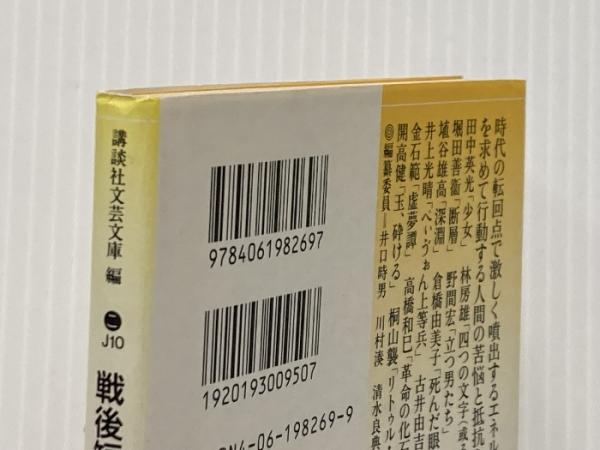 講談社文芸文庫 編
J10
戦後短
9784061982697
1920193009507
N4-06-198269-9
時代の転回点で激しく噴出するエネル
を求めて行動する人間の苦悩と抵抗
田中英光「少女」 林房雄「四つの文字(或る
堀田善衞「断層」 野間宏「立つ男たち」
埴谷雄高「深淵」 倉橋由美子「死んだ眼
井上光晴「ぺぃうぉん上等兵」 古井由吉
金石範「虚夢譚」 高橋和巳「革命の化石
開高健「玉、砕ける」 桐山襲「リトゥル・
◎編纂委員=井口時男 川村湊 清水良典